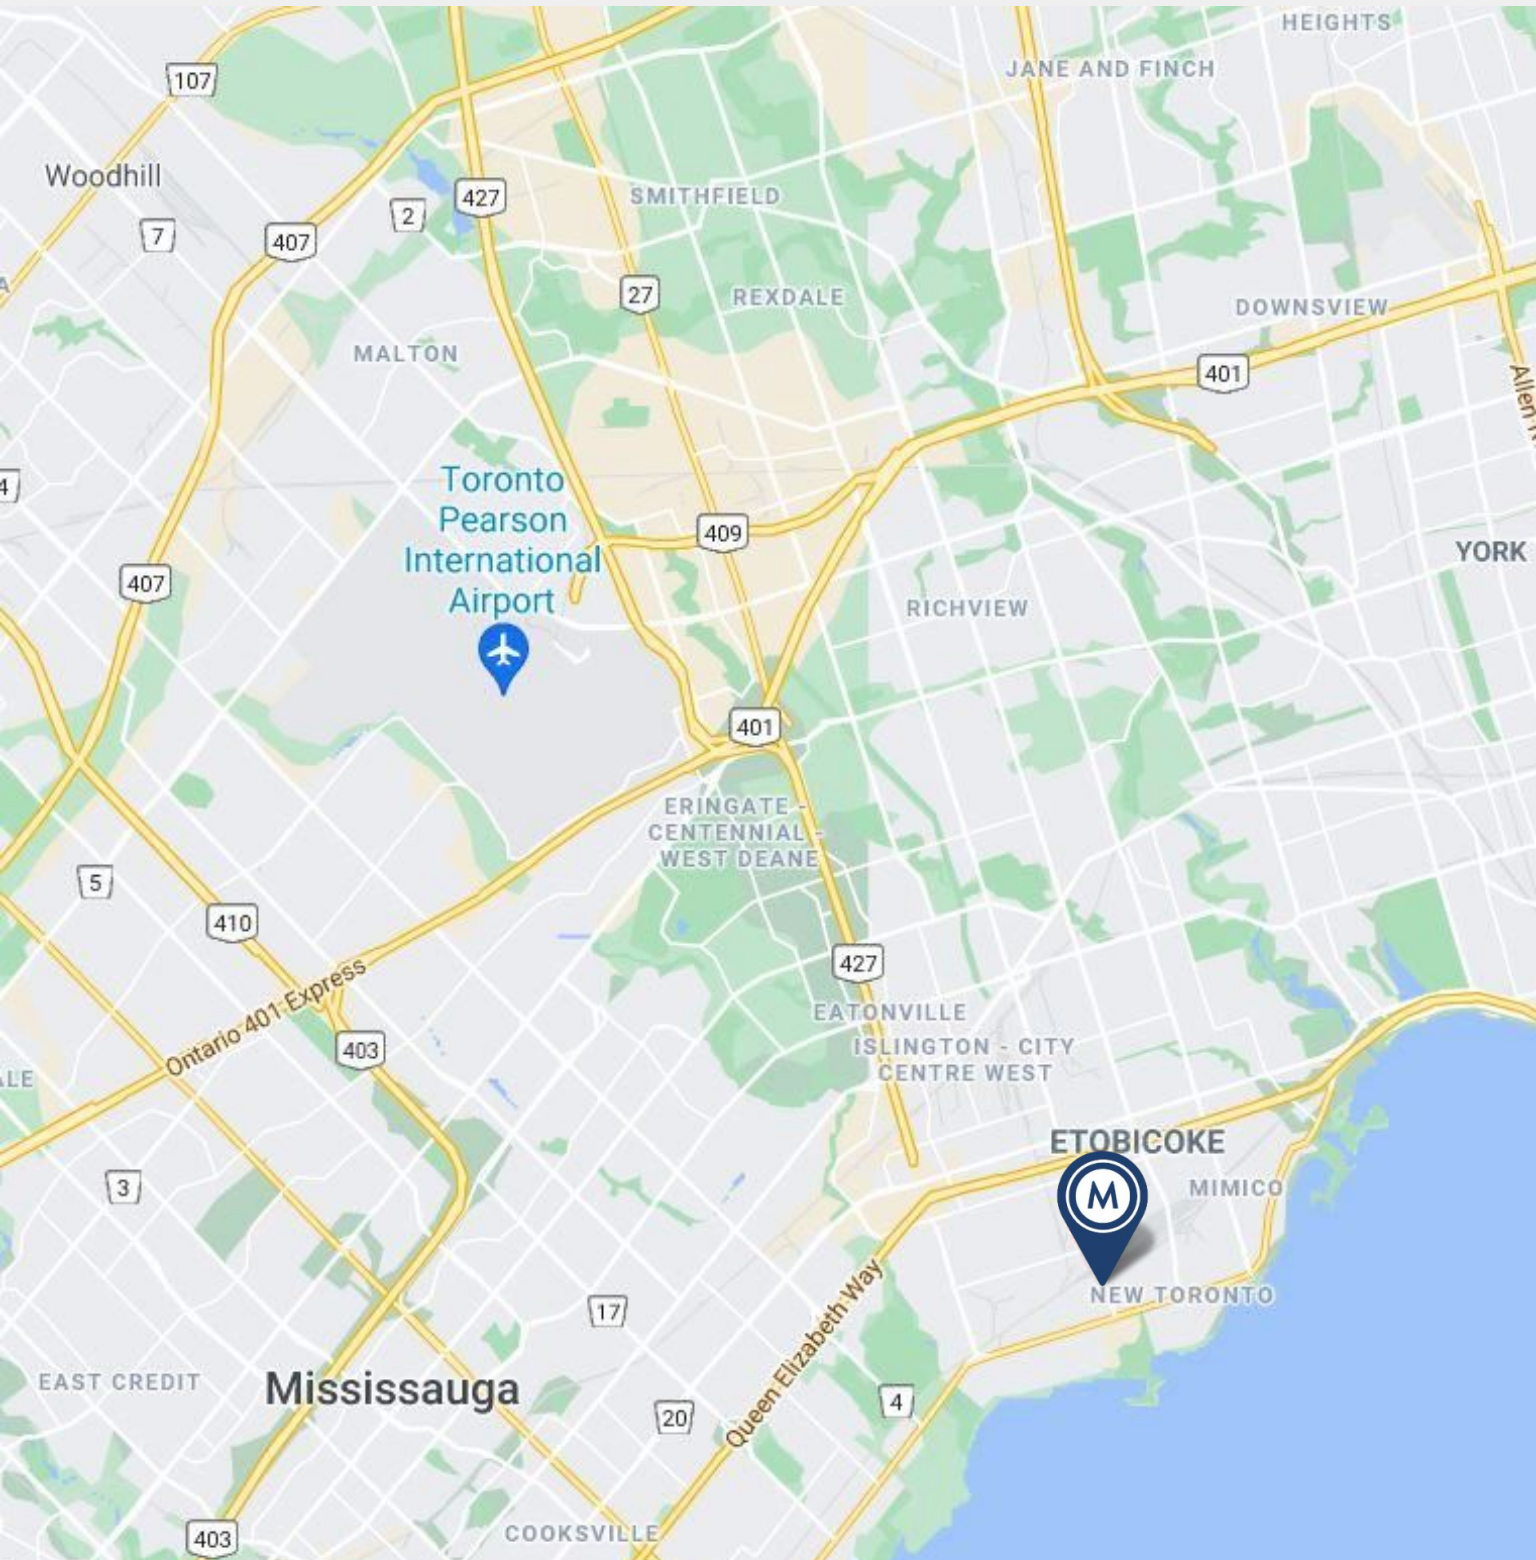 HEIGHTS
JANE AND FINCH
107
Woodhill
427
SMITHFIELD
2
7
407
27
REXDALE
DOWNSVIEW
MALTON
401
Allen
4
Toronto
Pearson
International
Airport
409
YORK
407
RICHVIEW
401
ERINGATE -
CENTENNIAL -
WEST DEANE
5
410
427
Ontario 401 Express
EATONVILLE
403
ISLINGTON - CITY
CENTRE WEST
ALE
ETOBICOKE
3
MIMICO
M
NEW TORONTO
17
Queen Elizabeth Way
EAST CREDIT
Mississauga
4
20
COOKSVILLE
403